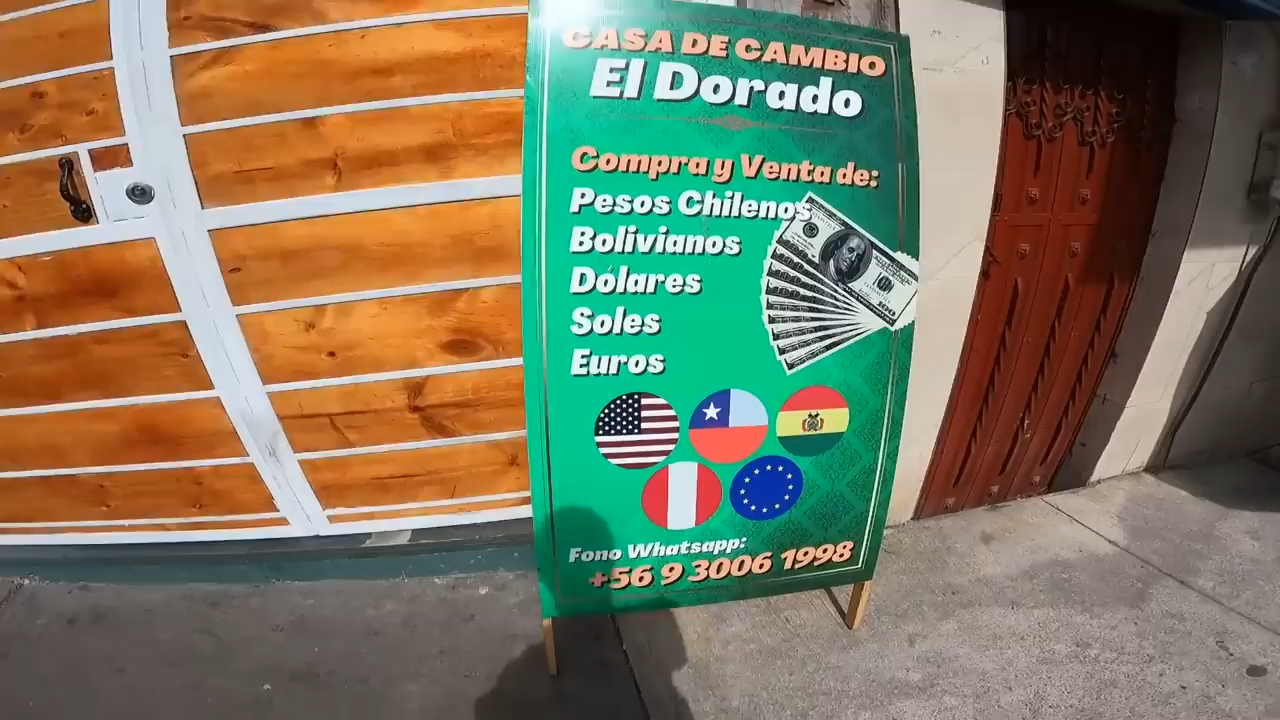 CASA DE CAMBIO
El Dorado
Compra y Venta de:
Pesos Chilenos
Bolivianos
Dólares
Soles
Euros
Fono Whatsapp:
+56 9 3006 1998